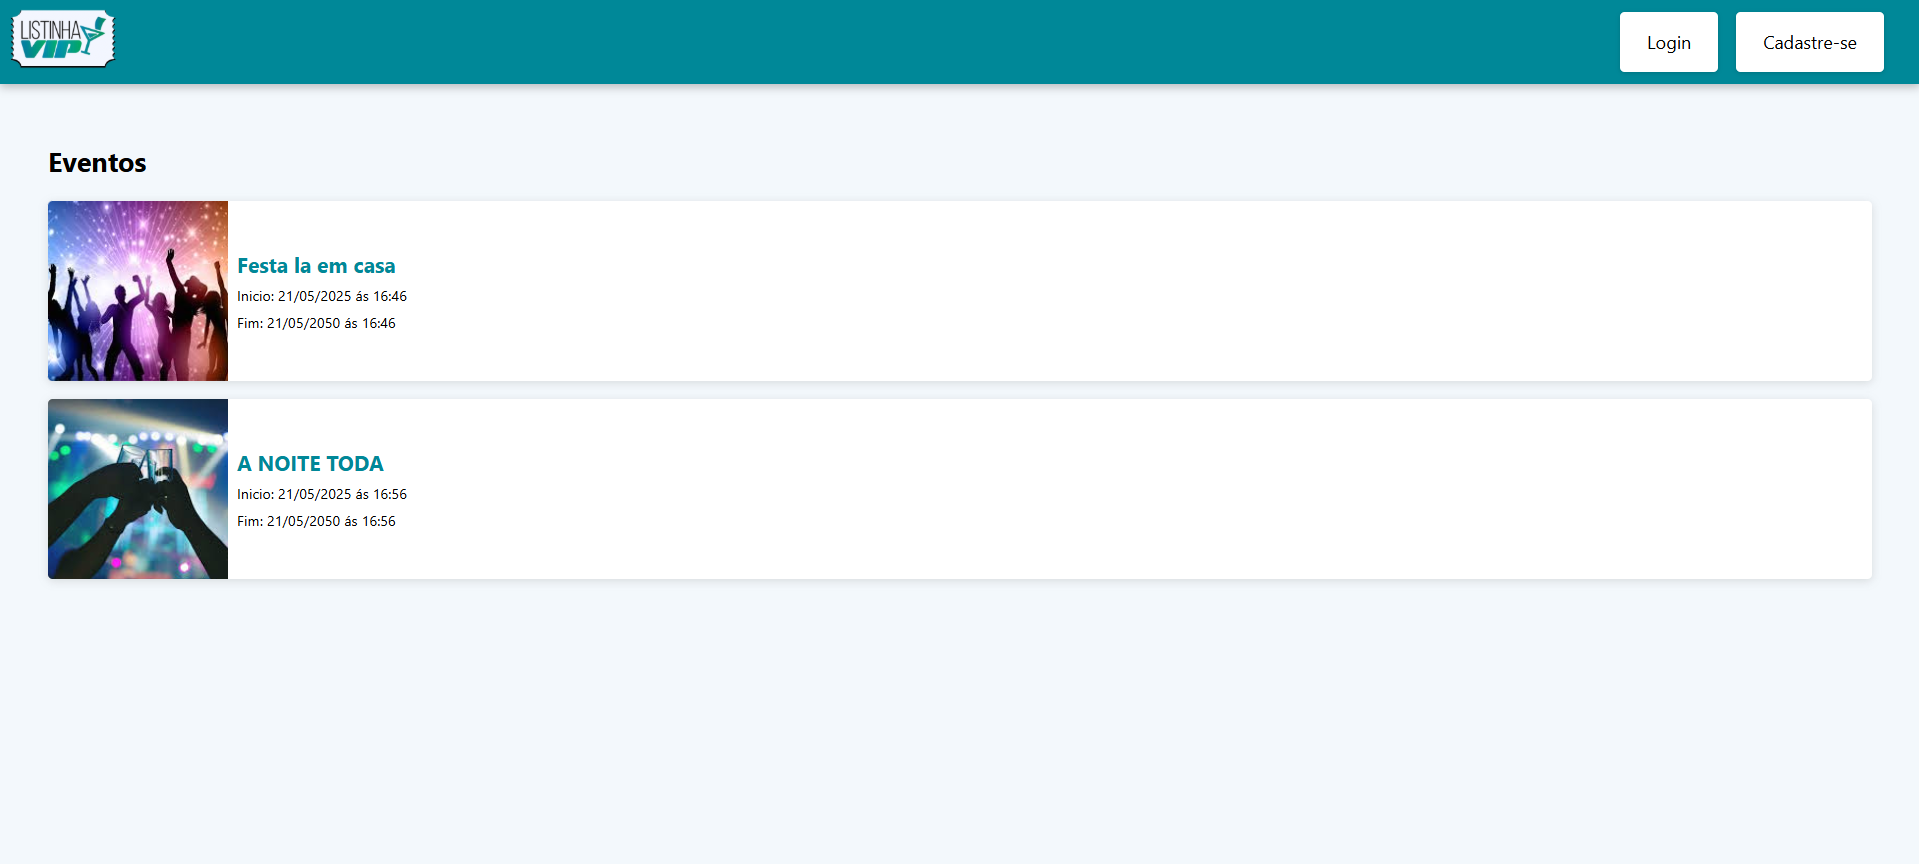 LISTINHA
VIP
Login
Cadastre-se
Eventos
Festa la em casa
Inicio: 21/05/2025 ás 16:46
Fim: 21/05/2050 ás 16:46
A NOITE TODA
Inicio: 21/05/2025 ás 16:56
Fim: 21/05/2050 ás 16:56